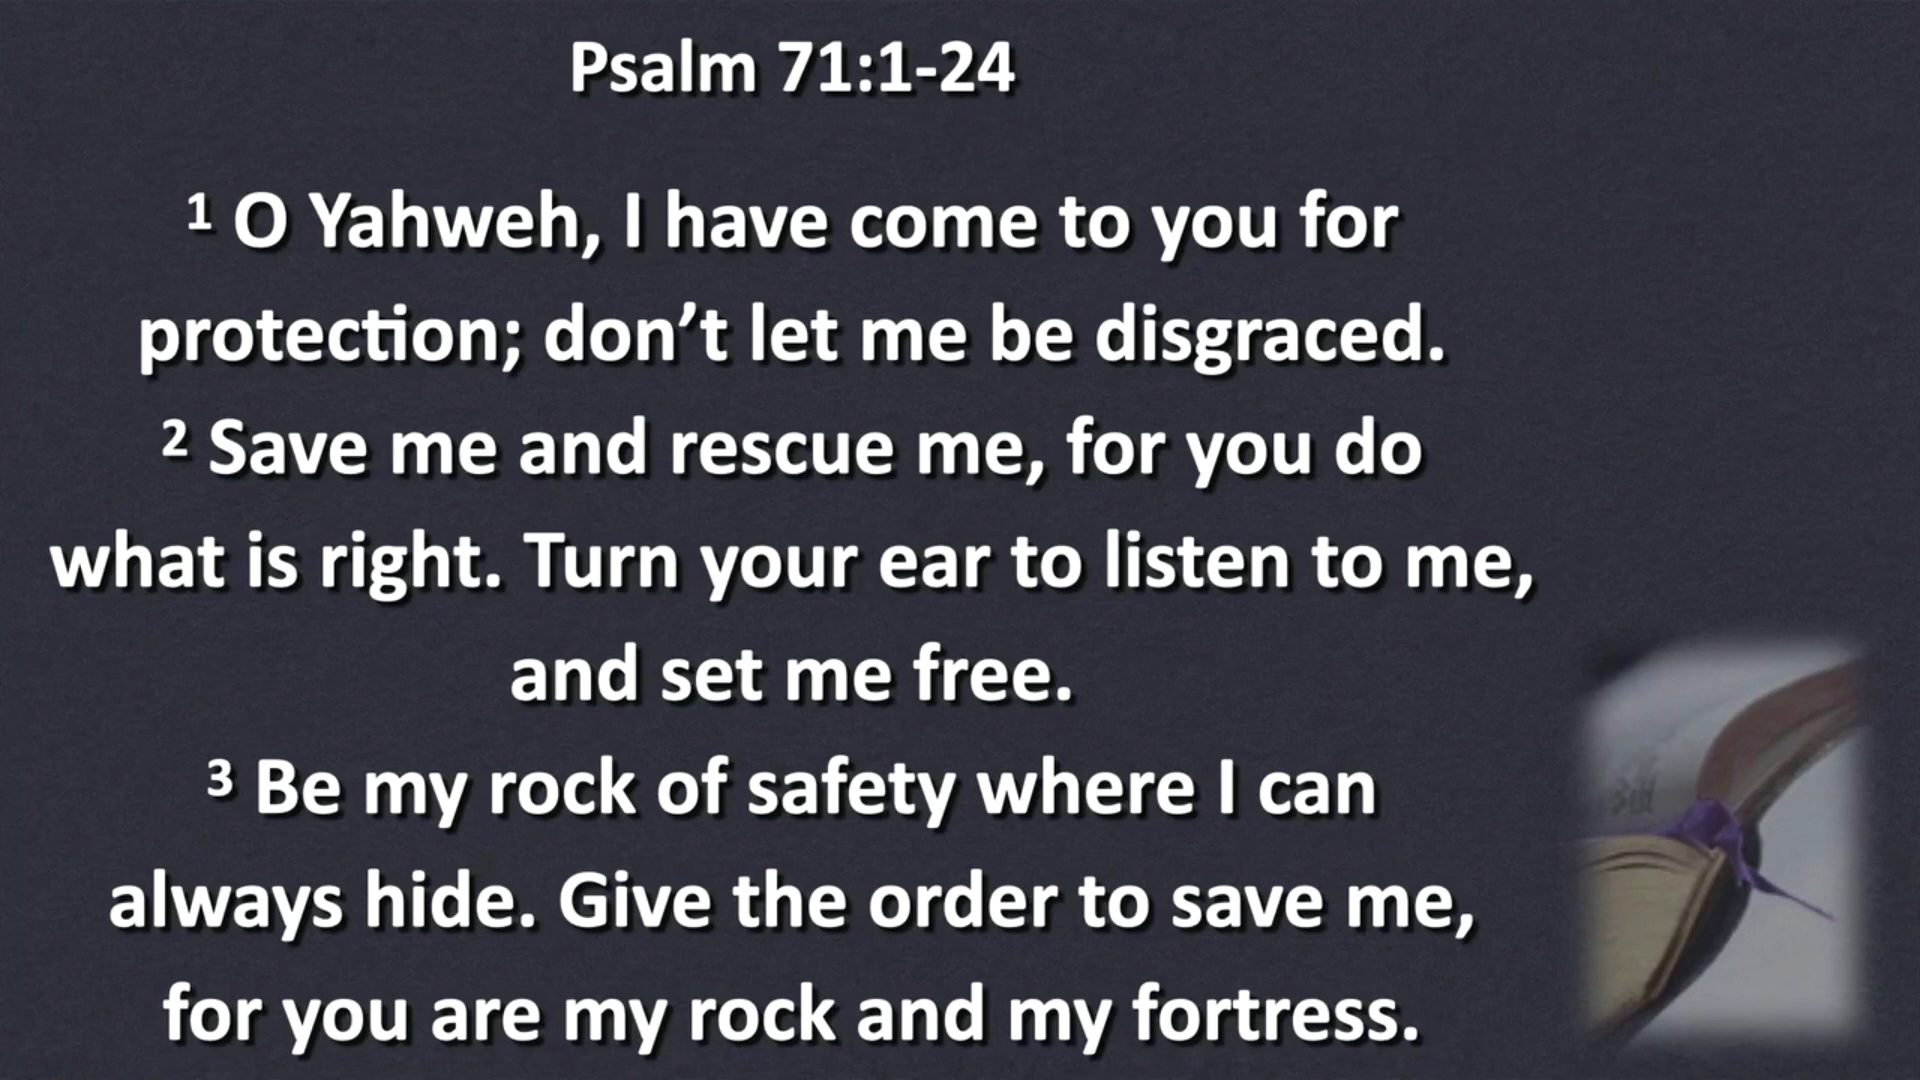 Psalm 71:1-24
1 O Yahweh, I have come to you for
protection; don’t let me be disgraced.
2 Save me and rescue me, for you do
what is right. Turn your ear to listen to me,
and set me free.
3 Be my rock of safety where I can
always hide. Give the order to save me,
for you are my rock and my fortress.